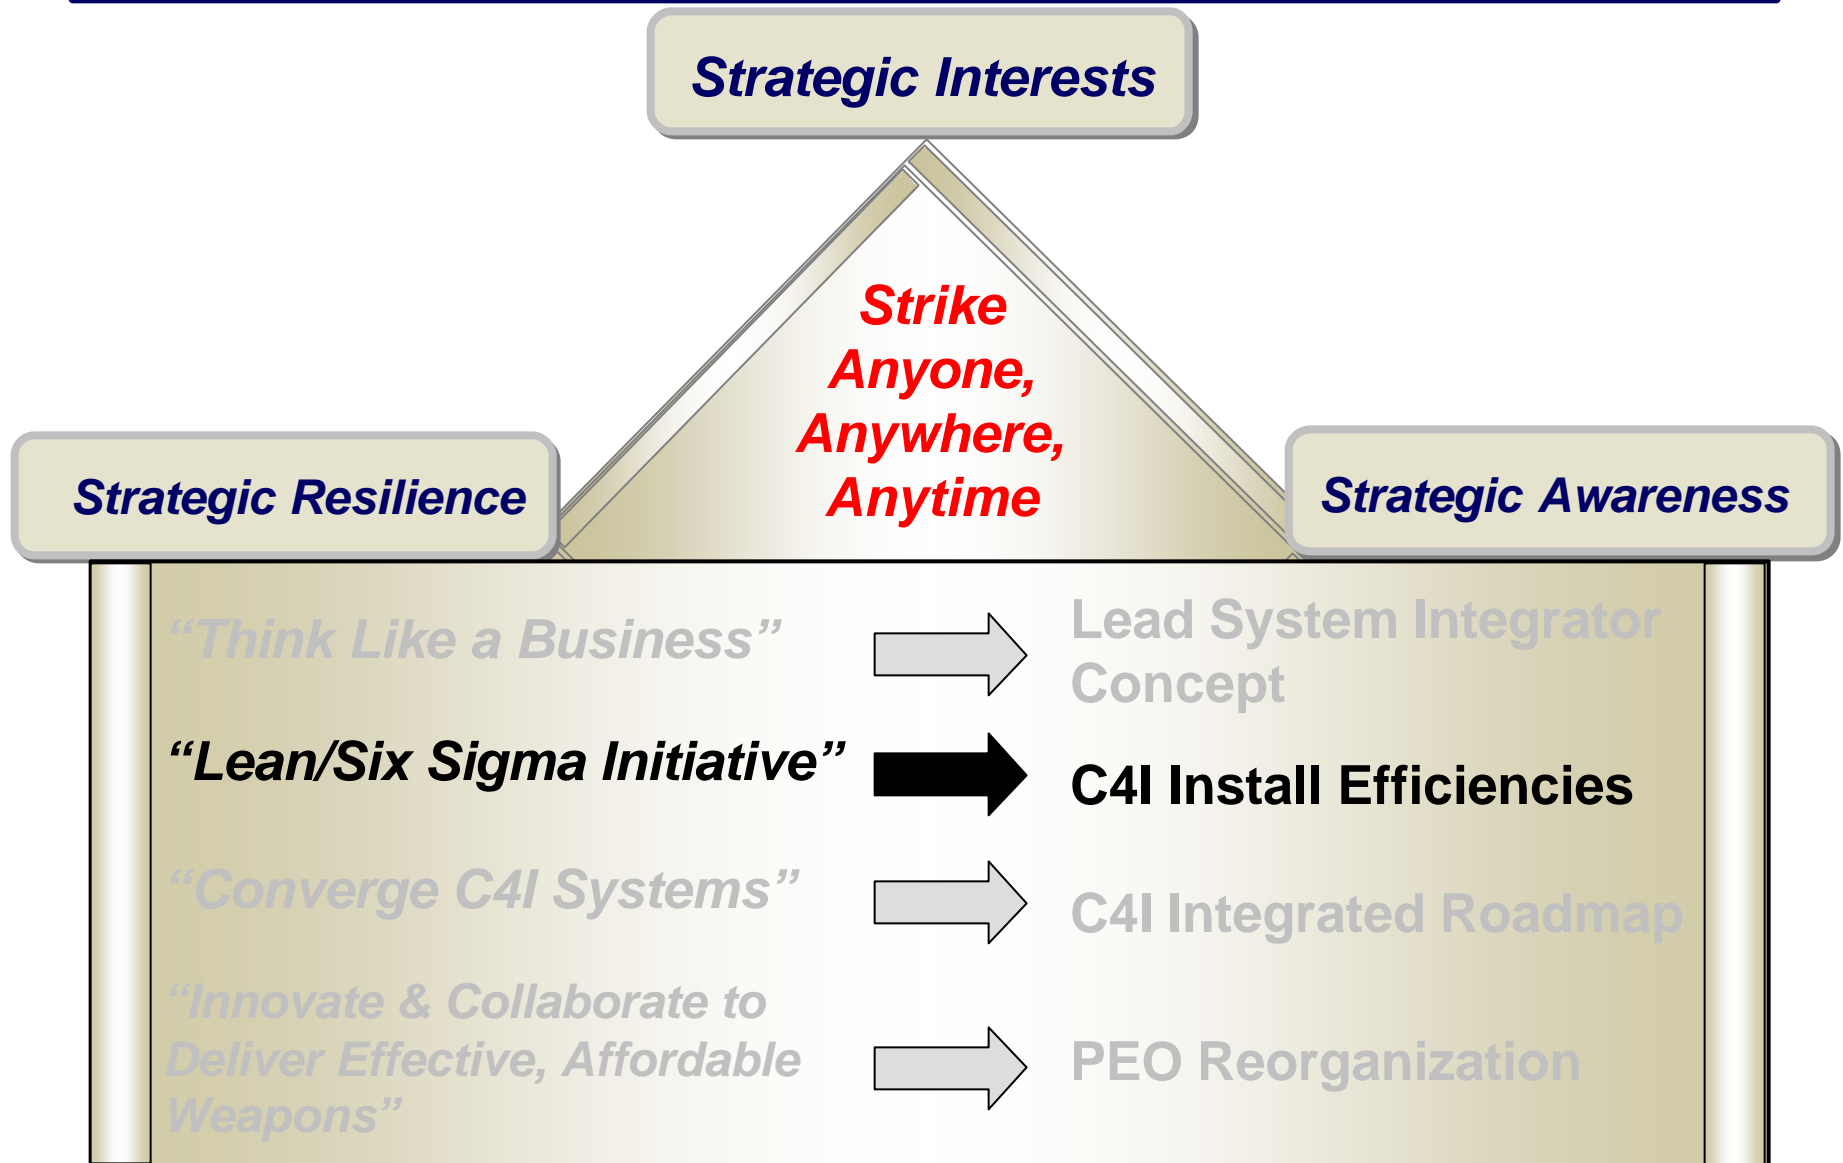 Strategic Interests
Strike
Anyone,
Anywhere,
Anytime
Strategic Resilience
Strategic Awareness
“Think Like a Business”
Lead System Integrator
Concept
“Lean/Six Sigma Initiative”
C4I Install Efficiencies
“Converge C4I Systems”
C4I Integrated Roadmap
“Innovate & Collaborate to
Deliver Effective, Affordable
Weapons”
PEO Reorganization